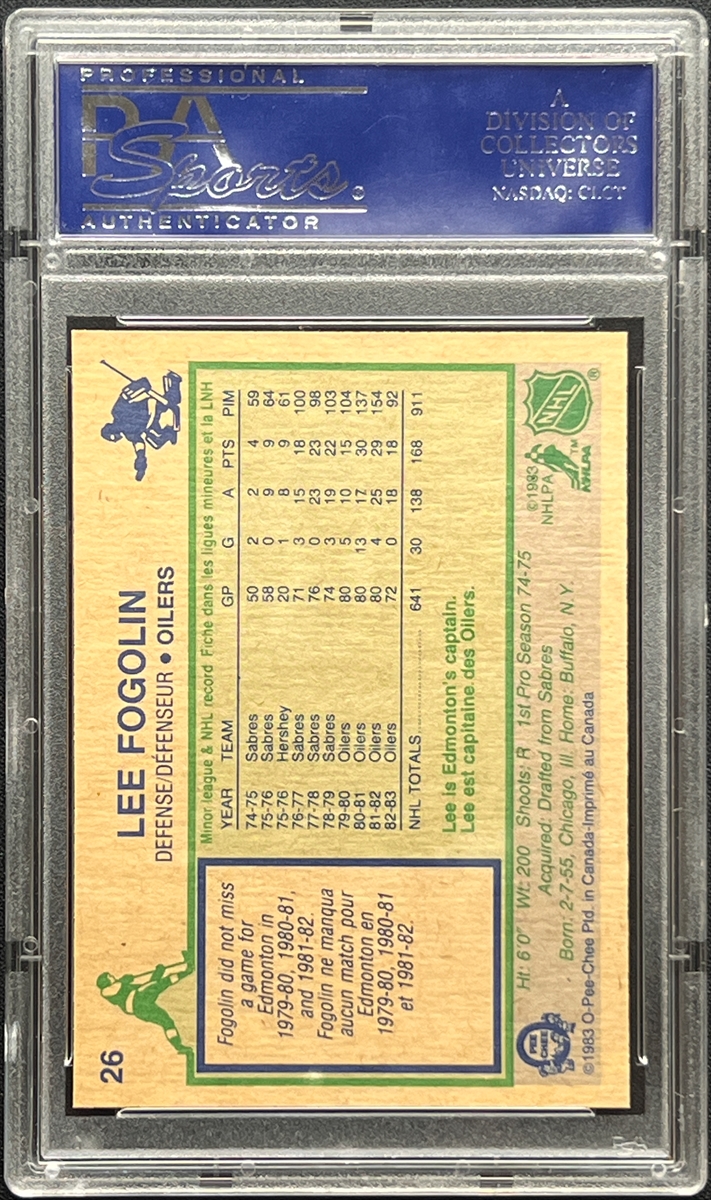 PROFESSIONAL
PSA
Sports®
AUTHENTICATOR
A
DIVISION OF
COLLECTORS
UNIVERSE
NASDAQ: CLCT
26
LEE FOGOLIN
DEFENSE/DÉFENSEUR • OILERS
Fogolin did not miss
a game for
Edmonton in
1979-80, 1980-81,
and 1981-82.
Fogolin ne manqua
aucun match pour
Edmonton en
1979-80, 1980-81
et 1981-82.
Minor league & NHL record Fiche dans les ligues mineures et la LNH
YEAR TEAM GP G A PTS PIM
74-75 Sabres 50 2 2 4 59
75-76 Sabres 58 0 9 9 64
75-76 Hershey 20 1 8 9 61
76-77 Sabres 71 3 15 18 100
77-78 Sabres 76 0 23 23 98
78-79 Sabres 74 3 19 22 103
79-80 Oilers 80 5 10 15 104
80-81 Oilers 80 13 17 30 137
81-82 Oilers 80 4 25 29 154
82-83 Oilers 72 0 18 18 92
NHL TOTALS 641 30 138 168 911
Lee is Edmonton's captain.
Lee est capitaine des Oilers.
Ht: 6'0" Wt: 200 Shoots: R 1st Pro Season 74-75
Acquired: Drafted from Sabres
Born: 2-7-55, Chicago, Ill. Home: Buffalo, N.Y.
©1983 O-Pee-Chee Ptd. in Canada-Imprimé au Canada
O
PEE
CHEE
©1983
NHLPA
NHLPA™
NHL®
PSA